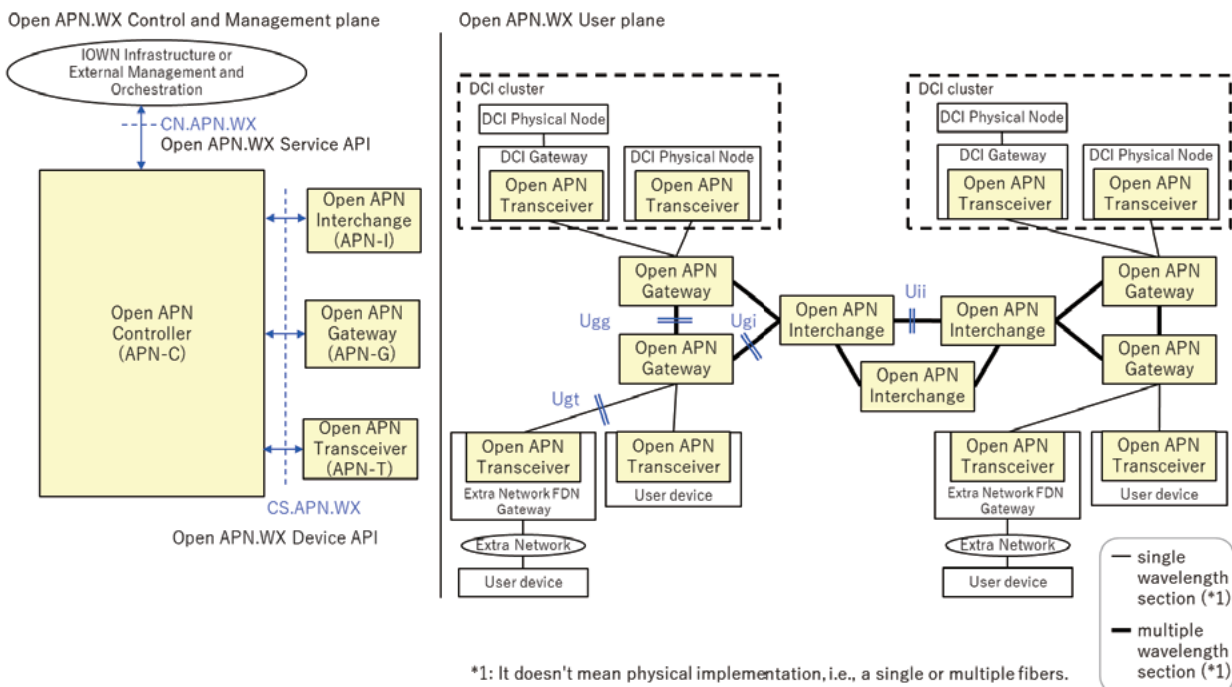 Open APN.WX Control and Management plane
IOWN Infrastructure or
External Management and
Orchestration
CN.APN.WX
Open APN.WX Service API
Open APN
Controller
(APN-C)
Open APN
Interchange
(APN-I)
Open APN
Gateway
(APN-G)
Open APN
Transceiver
(APN-T)
CS.APN.WX
Open APN.WX Device API
Open APN.WX User plane
DCI cluster
DCI Physical Node
DCI Gateway
Open APN
Transceiver
DCI Physical Node
Open APN
Transceiver
Open APN
Gateway
Ugg
Ugi
Open APN
Gateway
Ugt
Open APN
Transceiver
Extra Network FDN
Gateway
Extra Network
User device
Open APN
Transceiver
User device
Open APN
Interchange
Uii
Open APN
Interchange
Open APN
Interchange
DCI cluster
DCI Physical Node
DCI Gateway
Open APN
Transceiver
DCI Physical Node
Open APN
Transceiver
Open APN
Gateway
Open APN
Gateway
Open APN
Transceiver
Extra Network FDN
Gateway
Extra Network
User device
Open APN
Transceiver
User device
single
wavelength
section (*1)
multiple
wavelength
section (*1)
*1: It doesn't mean physical implementation, i.e., a single or multiple fibers.